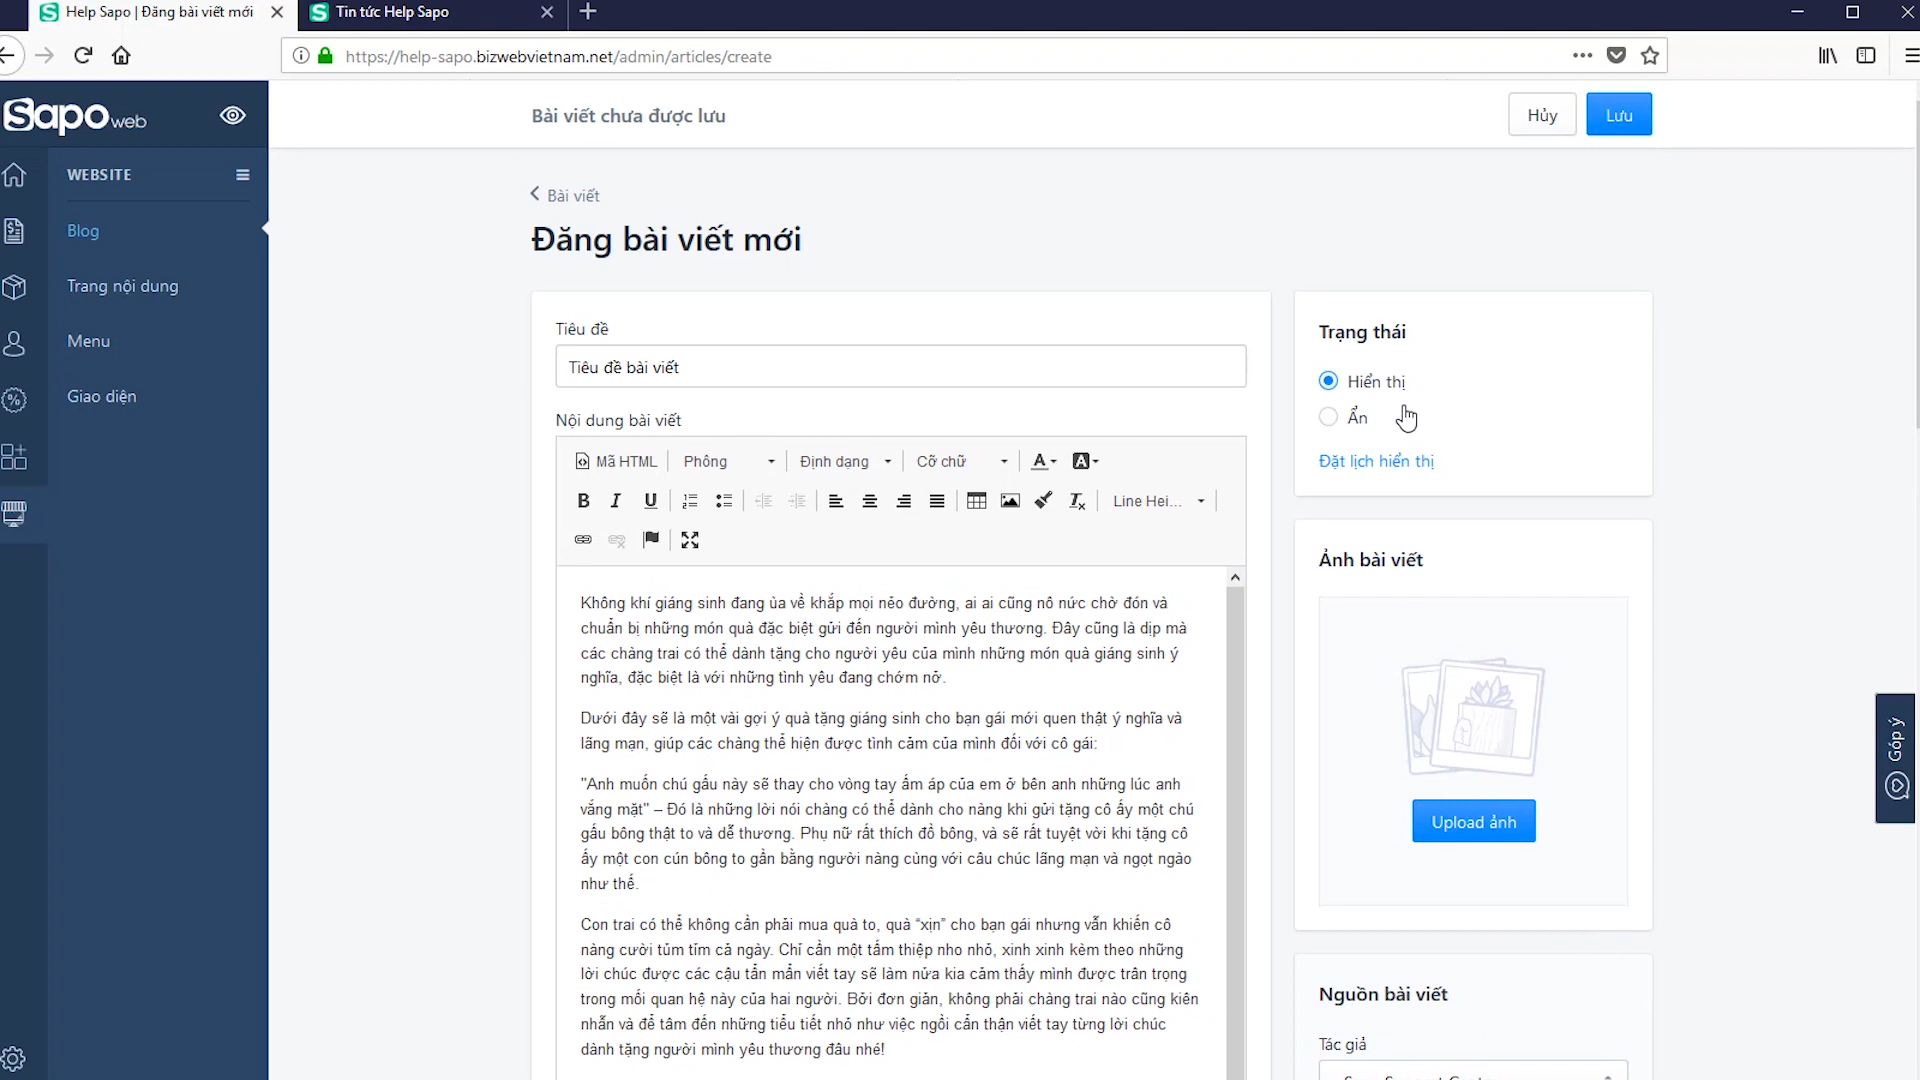 Help Sapo | Đăng bài viết mới
Tin tức Help Sapo
https://help-sapo.bizwebvietnam.net/admin/articles/create
Sapo web
Bài viết chưa được lưu
Hủy
Lưu
WEBSITE
Blog
Trang nội dung
Menu
Giao diện
Bài viết
Đăng bài viết mới
Tiêu đề
Tiêu đề bài viết
Nội dung bài viết
Mã HTML
Phông
Định dạng
Cỡ chữ
Line Hei...
Không khí giáng sinh đang ùa về khắp mọi nẻo đường, ai ai cũng nô nức chờ đón và
chuẩn bị những món quà đặc biệt gửi đến người mình yêu thương. Đây cũng là dịp mà
các chàng trai có thể dành tặng cho người yêu của mình những món quà giáng sinh ý
nghĩa, đặc biệt là với những tình yêu đang chớm nở.
Dưới đây sẽ là một vài gợi ý quà tặng giáng sinh cho bạn gái mới quen thật ý nghĩa và
lãng mạn, giúp các chàng thể hiện được tình cảm của mình đối với cô gái:
"Anh muốn chú gấu này sẽ thay cho vòng tay ấm áp của em ở bên anh những lúc anh
vắng mặt" – Đó là những lời nói chàng có thể dành cho nàng khi gửi tặng cô ấy một chú
gấu bông thật to và dễ thương. Phụ nữ rất thích đồ bông, và sẽ rất tuyệt vời khi tặng cô
ấy một con cún bông to gần bằng người nàng cùng với câu chúc lãng mạn và ngọt ngào
như thế.
Con trai có thể không cần phải mua quà to, quà “xịn” cho bạn gái nhưng vẫn khiến cô
nàng cười tủm tỉm cả ngày. Chỉ cần một tấm thiệp nho nhỏ, xinh xinh kèm theo những
lời chúc được các cậu tẩn mẩn viết tay sẽ làm nửa kia cảm thấy mình được trân trọng
trong mối quan hệ này của hai người. Bởi đơn giản, không phải chàng trai nào cũng kiên
nhẫn và để tâm đến những tiểu tiết nhỏ như việc ngồi cẩn thận viết tay từng lời chúc
dành tặng người mình yêu thương đâu nhé!
Trạng thái
Hiển thị
Ẩn
Đặt lịch hiển thị
Ảnh bài viết
Upload ảnh
Nguồn bài viết
Tác giả
Góp ý